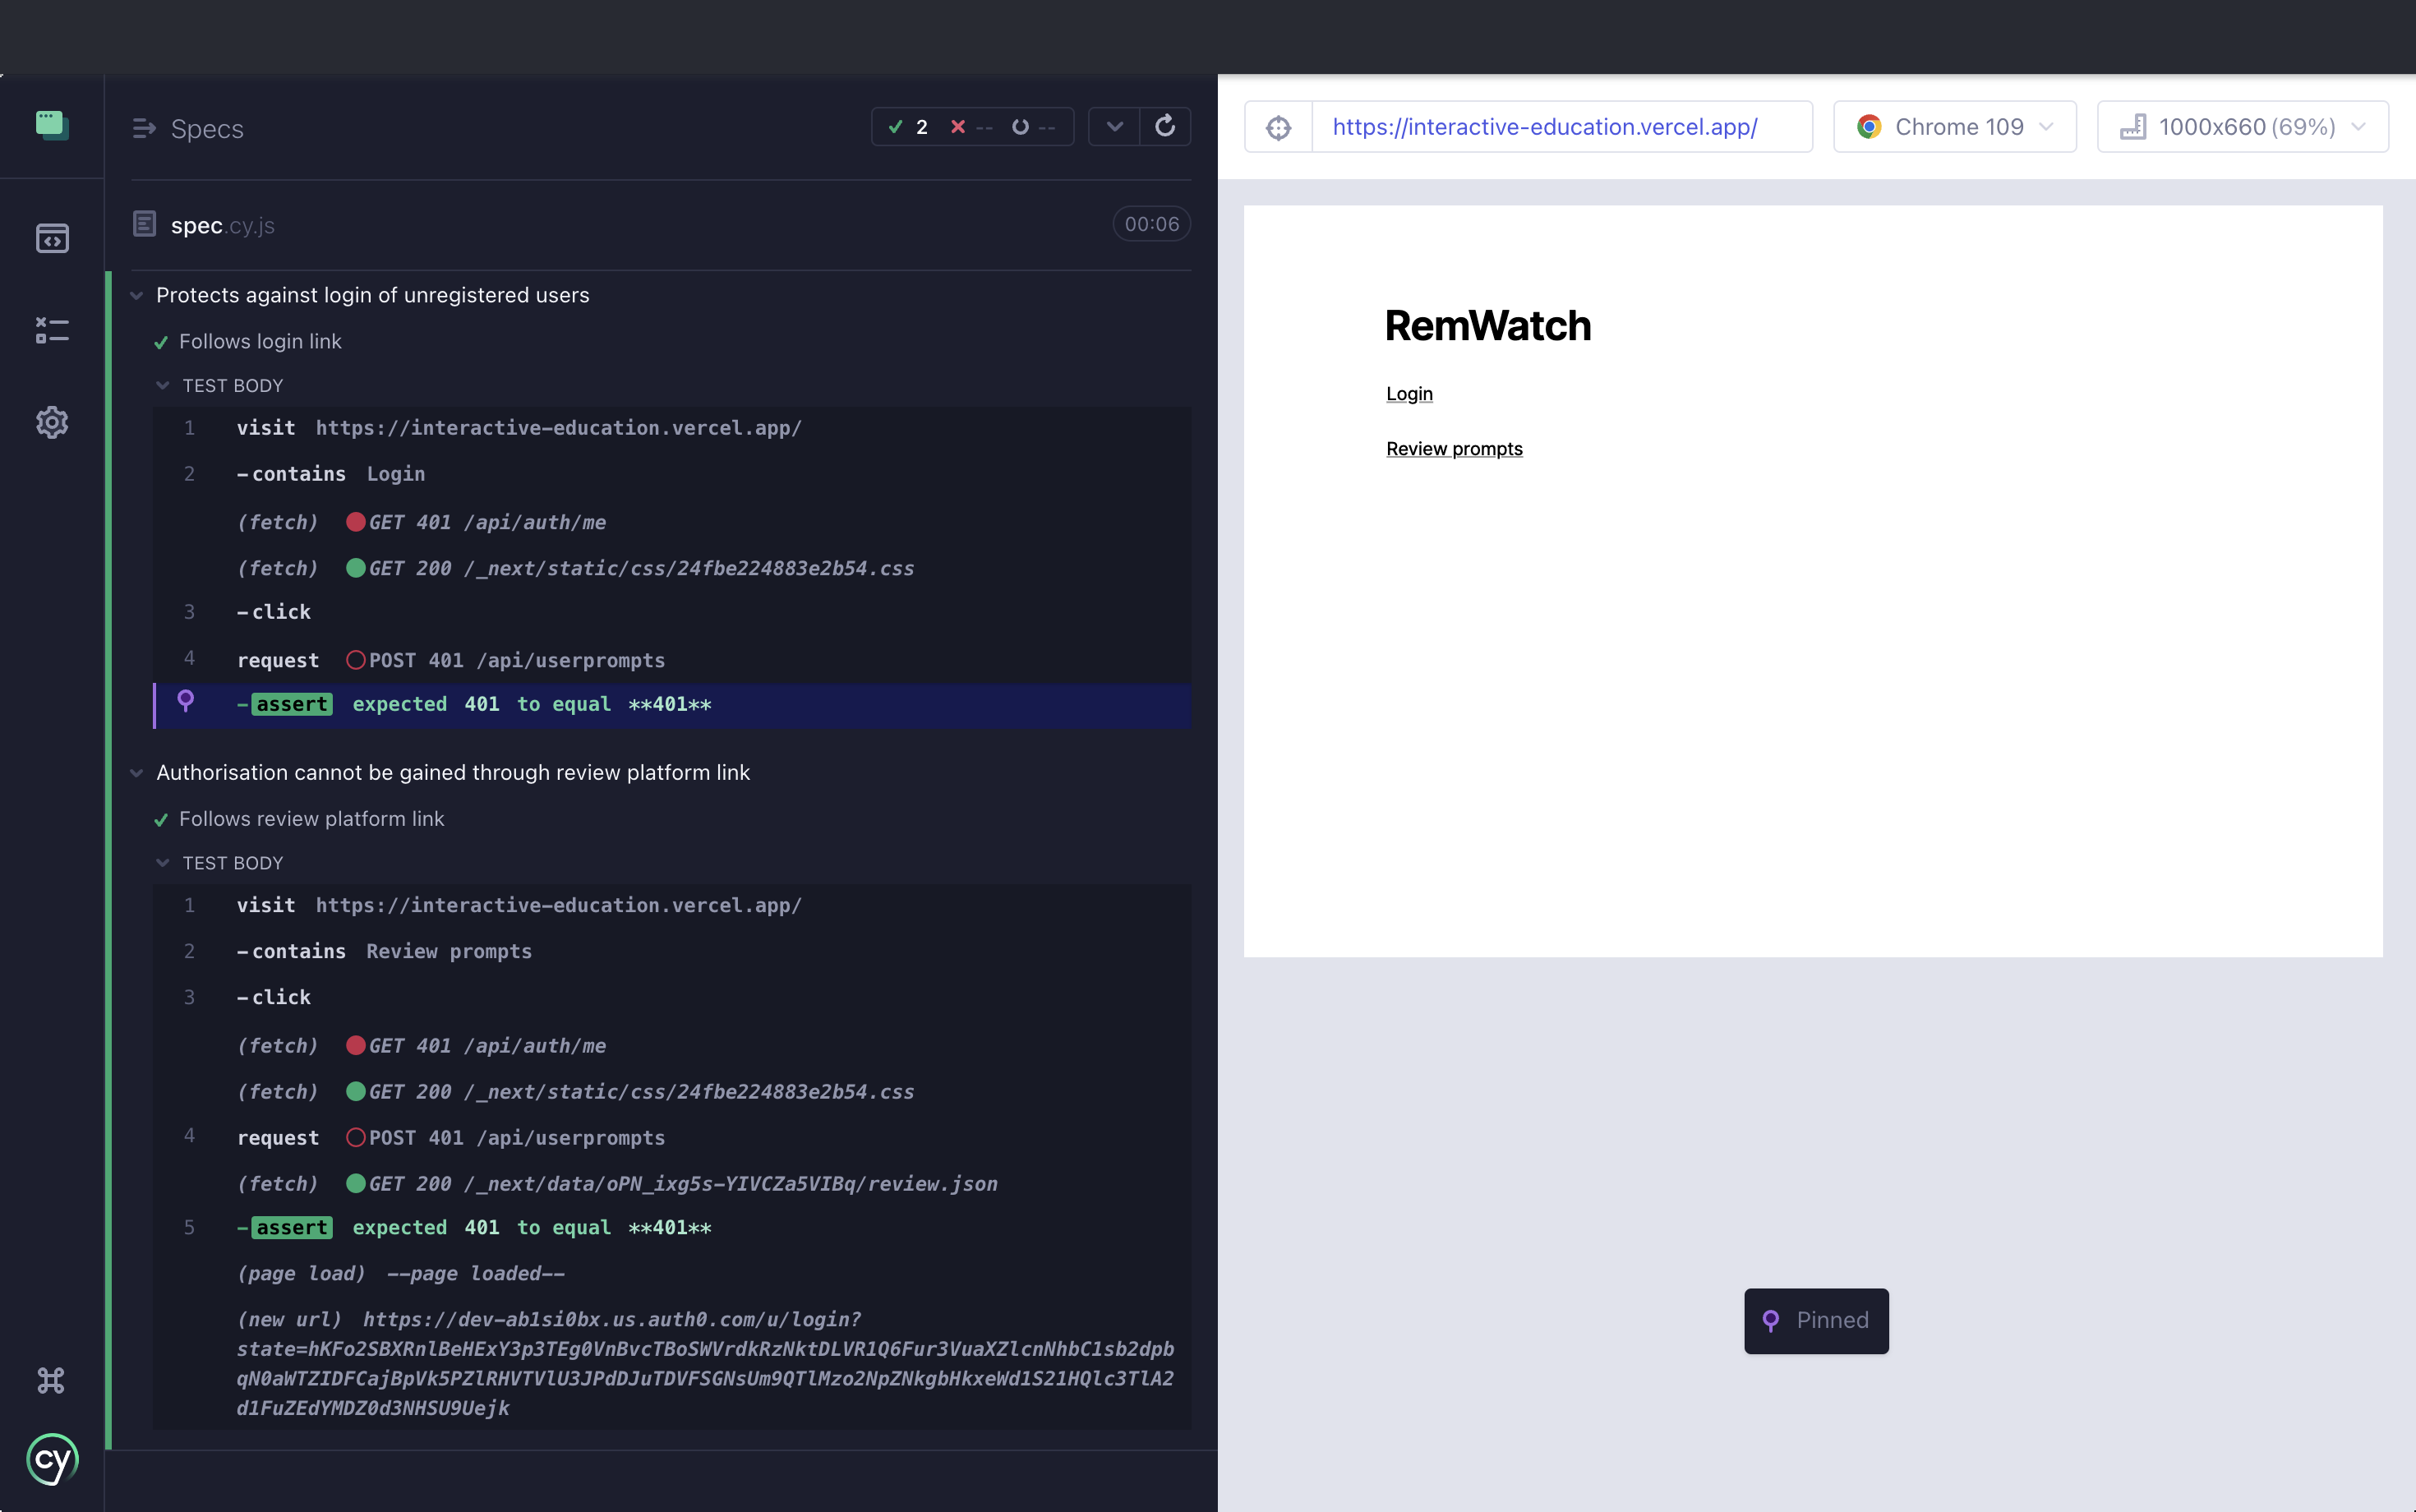 Specs
2 -- --
spec.cy.js
00:06
Protects against login of unregistered users
Follows login link
TEST BODY
1 visit https://interactive-education.vercel.app/
2 -contains Login
(fetch) GET 401 /api/auth/me
(fetch) GET 200 /_next/static/css/24fbe224883e2b54.css
3 -click
4 request POST 401 /api/userprompts
-assert expected 401 to equal **401**
Authorisation cannot be gained through review platform link
Follows review platform link
TEST BODY
1 visit https://interactive-education.vercel.app/
2 -contains Review prompts
3 -click
(fetch) GET 401 /api/auth/me
(fetch) GET 200 /_next/static/css/24fbe224883e2b54.css
4 request POST 401 /api/userprompts
(fetch) GET 200 /_next/data/oPN_ixg5s-YIVCZa5VIBq/review.json
5 -assert expected 401 to equal **401**
(page load) --page loaded--
(new url) https://dev-ab1si0bx.us.auth0.com/u/login?
state=hKFo2SBXRnlBeHExY3p3TEg0VnBvcTBoSWVrdkRzNktDLVR1Q6Fur3VuaXZlcnNhbC1sb2dpb
qN0aWTZIDFCajBpVk5PZlRHVTVlU3JPdDJuTDVFSGNsUm9QTlMzo2NpZNkgbHkxeWd1S21HQlc3TlA2
d1FuZEdYMDZ0d3NHSU9Uejk
cy
https://interactive-education.vercel.app/
Chrome 109
1000x660 (69%)
RemWatch
Login
Review prompts
Pinned